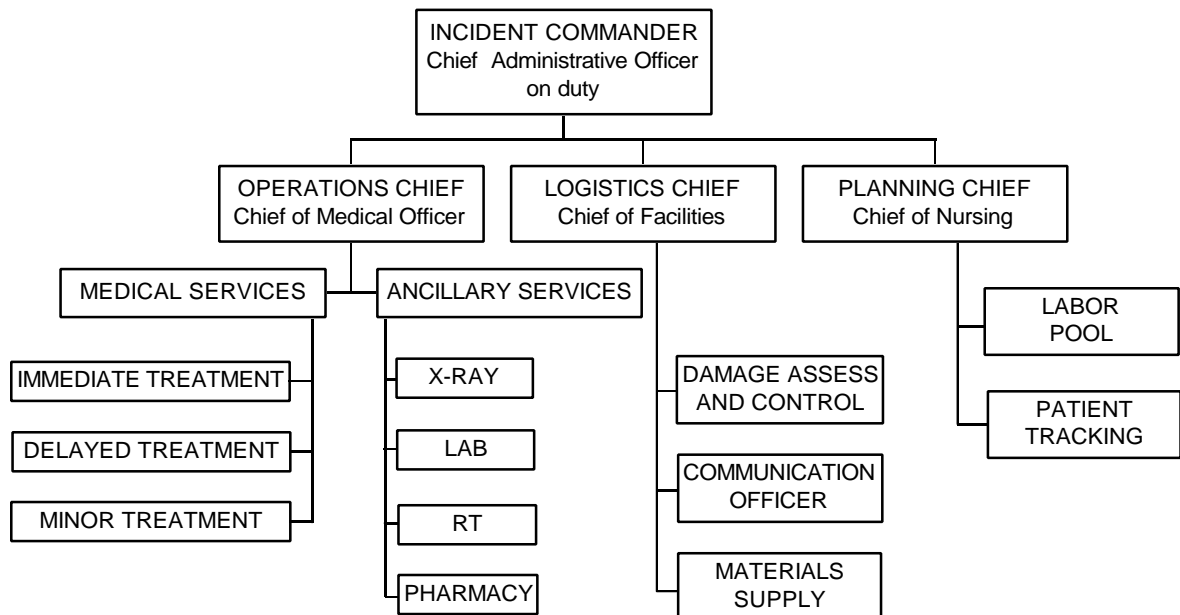 INCIDENT COMMANDER
Chief Administrative Officer
on duty
OPERATIONS CHIEF
Chief of Medical Officer
LOGISTICS CHIEF
Chief of Facilities
PLANNING CHIEF
Chief of Nursing
MEDICAL SERVICES
ANCILLARY SERVICES
IMMEDIATE TREATMENT
DELAYED TREATMENT
MINOR TREATMENT
X-RAY
LAB
RT
PHARMACY
DAMAGE ASSESS
AND CONTROL
COMMUNICATION
OFFICER
MATERIALS
SUPPLY
LABOR
POOL
PATIENT
TRACKING